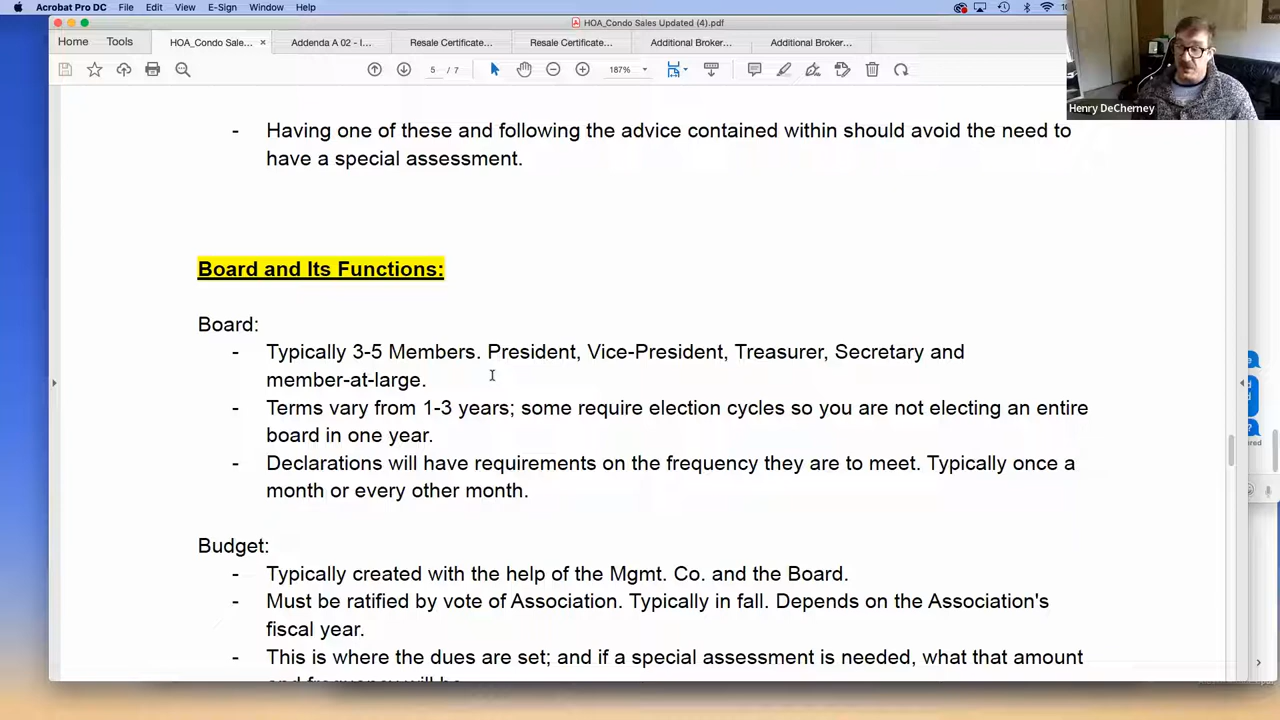 Acrobat Pro DC File Edit View E-Sign Window Help
HOA_Condo Sales Updated (4).pdf
Home Tools HOA_Condo Sale... × Addenda A 02 - I... Resale Certificate... Resale Certificate... Additional Broker... Additional Broker...
5 / 7 187%
Henry DeCherney
- Having one of these and following the advice contained within should avoid the need to
have a special assessment.
Board and Its Functions:
Board:
- Typically 3-5 Members. President, Vice-President, Treasurer, Secretary and
member-at-large.
- Terms vary from 1-3 years; some require election cycles so you are not electing an entire
board in one year.
- Declarations will have requirements on the frequency they are to meet. Typically once a
month or every other month.
Budget:
- Typically created with the help of the Mgmt. Co. and the Board.
- Must be ratified by vote of Association. Typically in fall. Depends on the Association's
fiscal year.
- This is where the dues are set; and if a special assessment is needed, what that amount
and frequency will be